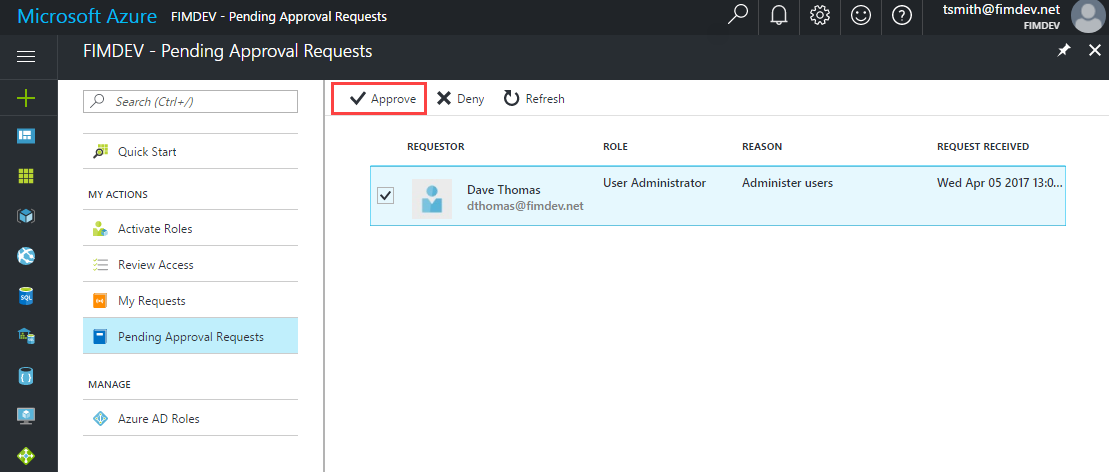 Microsoft Azure FIMDEV - Pending Approval Requests
tsmith@fimdev.net
FIMDEV
FIMDEV - Pending Approval Requests
Search (Ctrl+/)
Quick Start
MY ACTIONS
Activate Roles
Review Access
My Requests
Pending Approval Requests
MANAGE
Azure AD Roles
Approve Deny Refresh
REQUESTOR ROLE REASON REQUEST RECEIVED
Dave Thomas User Administrator Administer users Wed Apr 05 2017 13:0...
dthomas@fimdev.net
SQL